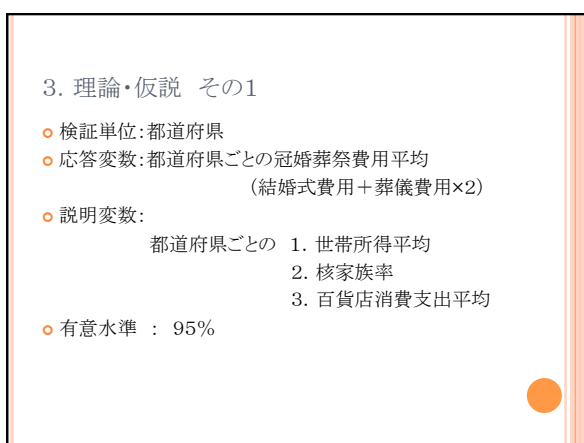 3. 理論・仮説 その1
検証単位:都道府県
応答変数:都道府県ごとの冠婚葬祭費用平均
(結婚式費用+葬儀費用×2)
説明変数:
都道府県ごとの 1. 世帯所得平均
2. 核家族率
3. 百貨店消費支出平均
有意水準 : 95%